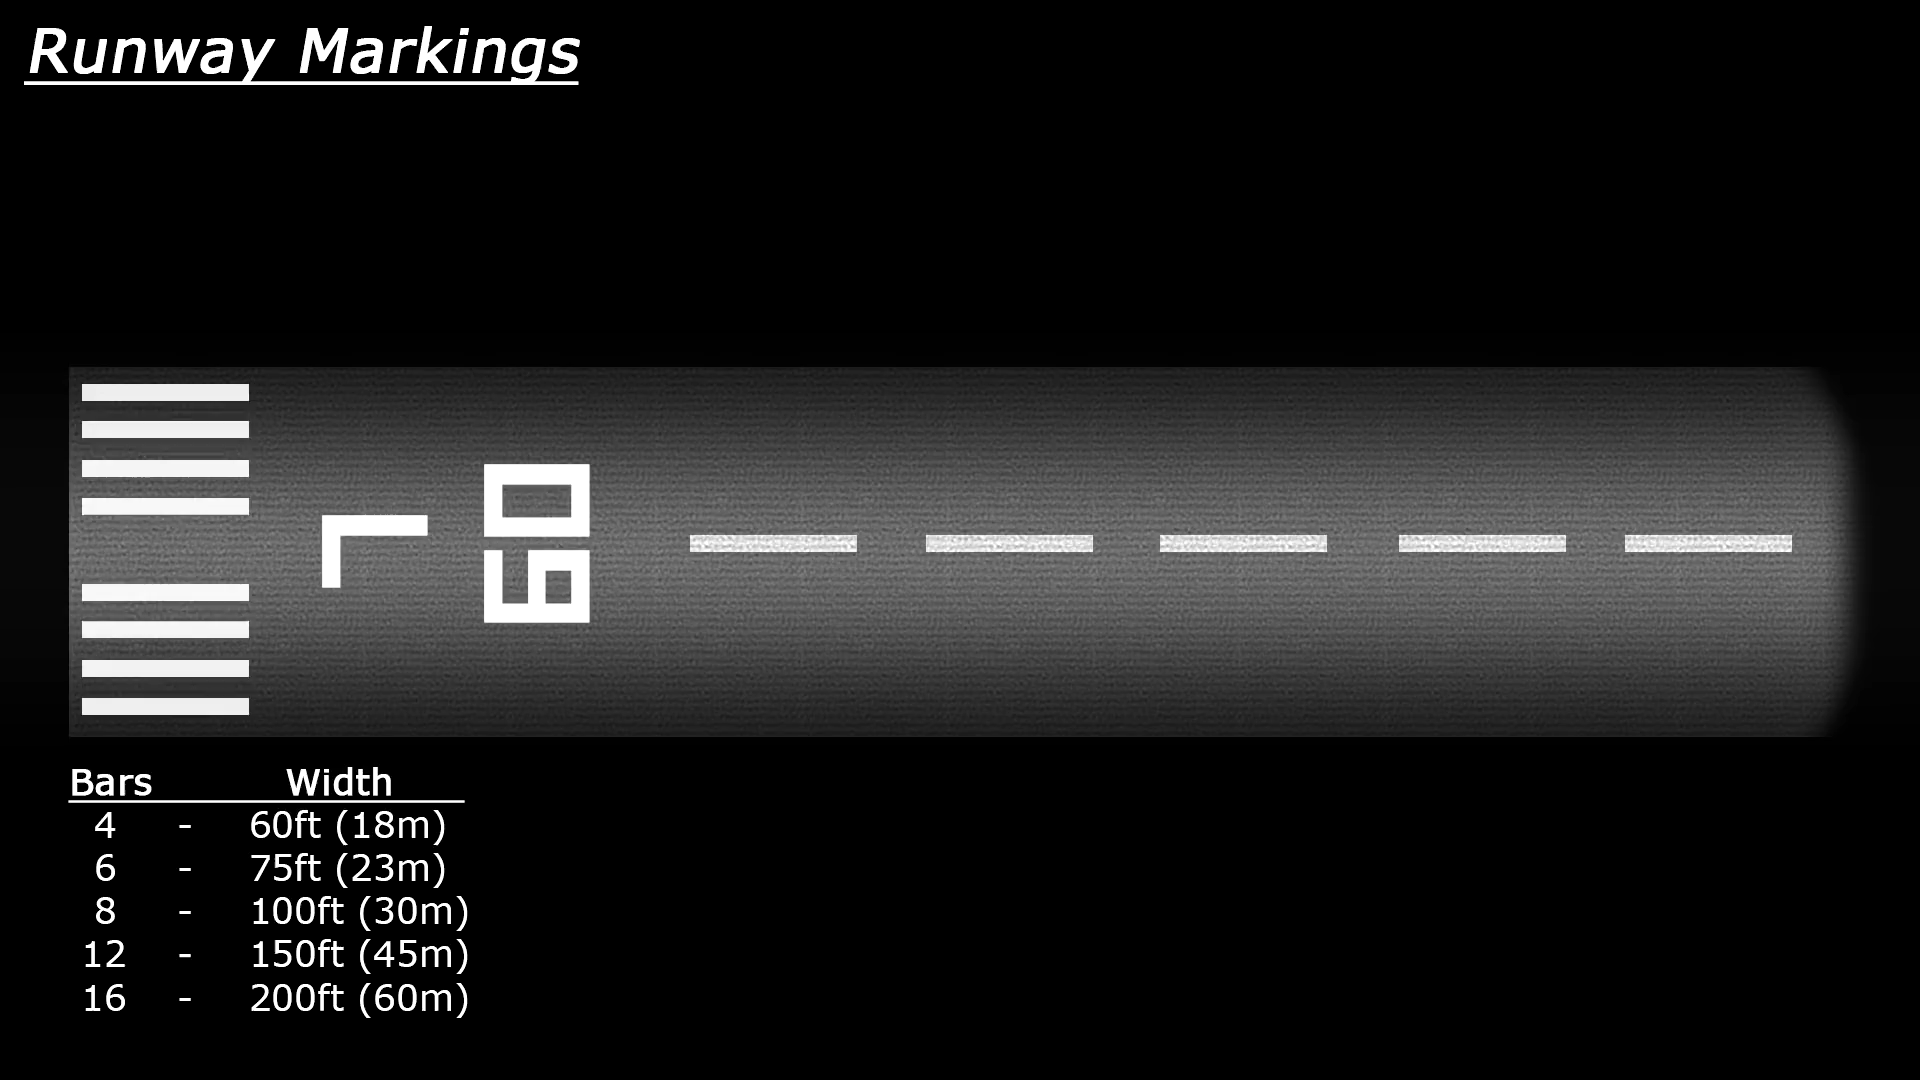 Runway Markings
09
L
Bars Width
4 - 60ft (18m)
6 - 75ft (23m)
8 - 100ft (30m)
12 - 150ft (45m)
16 - 200ft (60m)